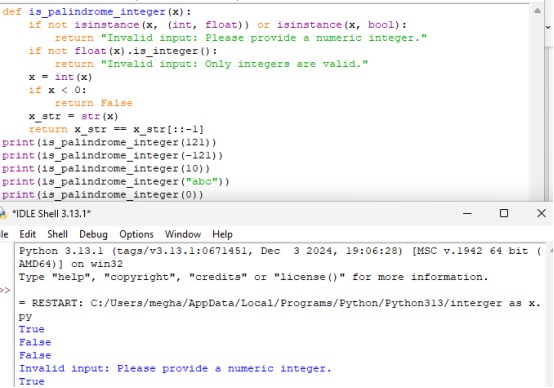 def is_palindrome_integer(x):
    if not isinstance(x, (int, float)) or isinstance(x, bool):
        return "Invalid input: Please provide a numeric integer."
    if not float(x).is_integer():
        return "Invalid input: Only integers are valid."
    x = int(x)
    if x < 0:
        return False
    x_str = str(x)
    return x_str == x_str[::-1]
print(is_palindrome_integer(121))
print(is_palindrome_integer(-121))
print(is_palindrome_integer(10))
print(is_palindrome_integer("abc"))
print(is_palindrome_integer(0))
*IDLE Shell 3.13.1*
ile Edit Shell Debug Options Window Help
Python 3.13.1 (tags/v3.13.1:0671451, Dec  3 2024, 19:06:28) [MSC v.1942 64 bit (
AMD64)] on win32
Type "help", "copyright", "credits" or "license()" for more information.
>>
= RESTART: C:/Users/megha/AppData/Local/Programs/Python/Python313/interger as x.
py
True
False
False
Invalid input: Please provide a numeric integer.
True